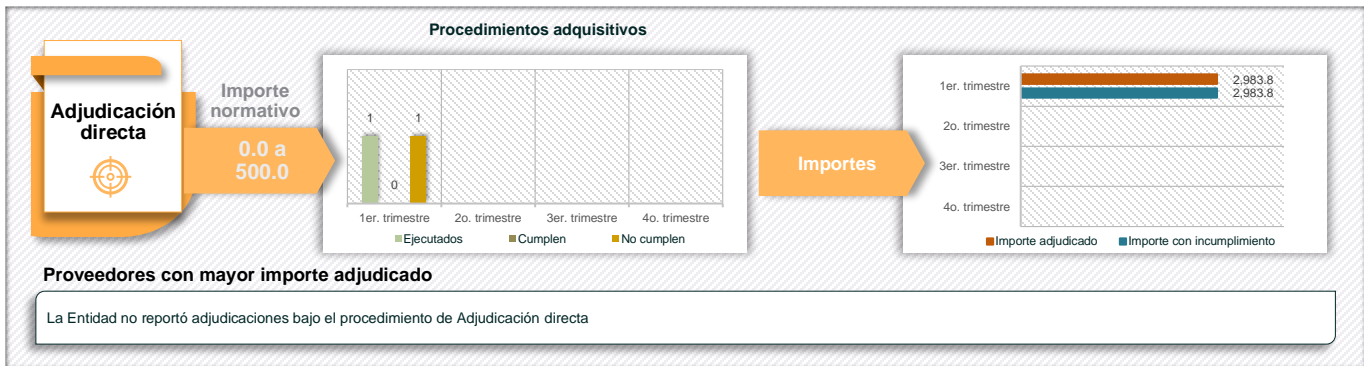 Procedimientos adquisitivos
Adjudicación
directa
Importe
normativo
0.0 a
500.0
1
0
1
1er. trimestre
2o. trimestre
3er. trimestre
4o. trimestre
Ejecutados
Cumplen
No cumplen
Importes
1er. trimestre
2,983.8
2,983.8
2o. trimestre
3er. trimestre
4o. trimestre
Importe adjudicado
Importe con incumplimiento
Proveedores con mayor importe adjudicado
La Entidad no reportó adjudicaciones bajo el procedimiento de Adjudicación directa